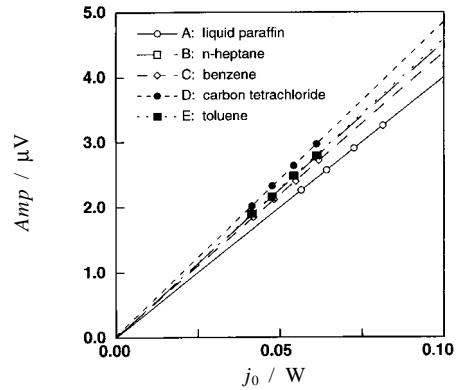 5.0
A: liquid paraffin
B: n-heptane
4.0
C: benzene
D: carbon tetrachloride
E: toluene
3.0
Amp / μV
2.0
1.0
0.0
0.00 0.05 0.10
j₀ / W